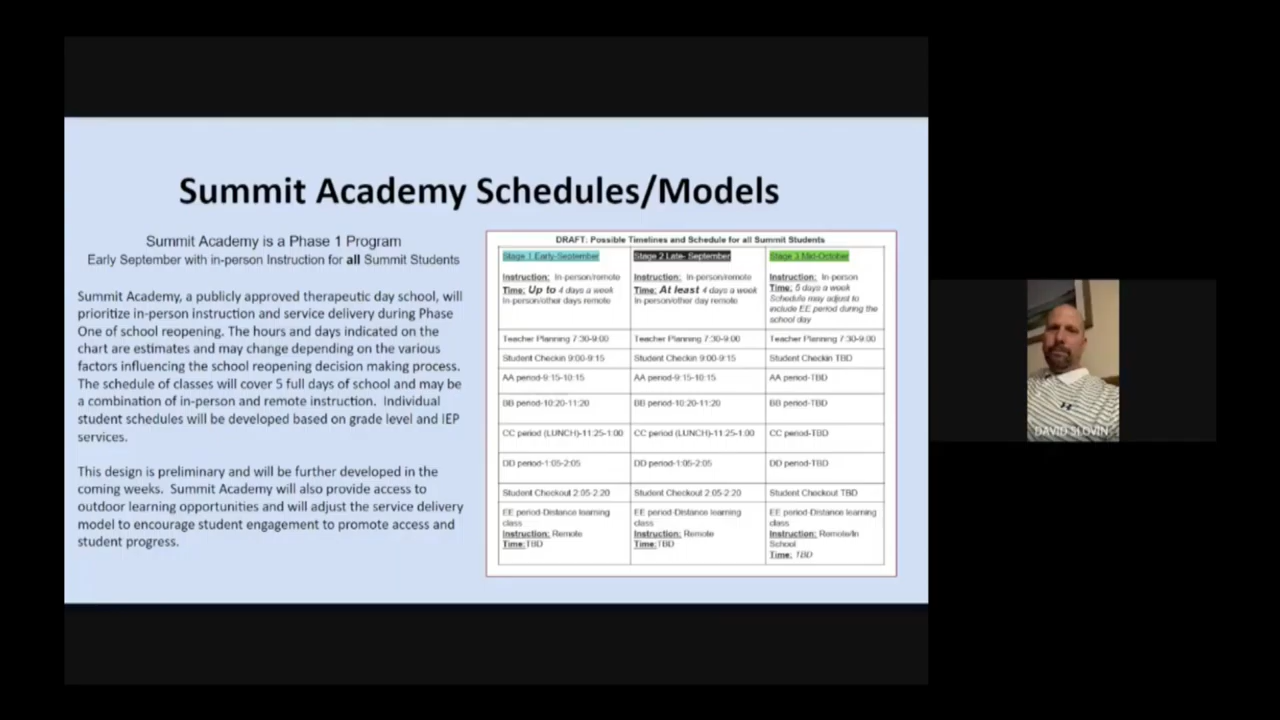 Summit Academy Schedules/Models
Summit Academy is a Phase 1 Program
Early September with in-person Instruction for all Summit Students
Summit Academy, a publicly approved therapeutic day school, will
prioritize in-person instruction and service delivery during Phase
One of school reopening. The hours and days indicated on the
chart are estimates and may change depending on the various
factors influencing the school reopening decision making process.
The schedule of classes will cover 5 full days of school and may be
a combination of in-person and remote instruction. Individual
student schedules will be developed based on grade level and IEP
services.
This design is preliminary and will be further developed in the
coming weeks. Summit Academy will also provide access to
outdoor learning opportunities and will adjust the service delivery
model to encourage student engagement to promote access and
student progress.
DRAFT: Possible Timelines and Schedule for all Summit Students
Stage 1 Early-September
Instruction: In-person/remote
Time: Up to 4 days a week
In-person/other days remote
Stage 2 Late- September
Instruction: In-person/remote
Time: At least 4 days a week
In-person/other day remote
Stage 3 Mid-October
Instruction: In-person
Time: 5 days a week
Schedule may adjust to
include EE period during the
school day
Teacher Planning 7:30-9:00
Teacher Planning 7:30-9:00
Teacher Planning 7:30-9:00
Student Checkin 9:00-9:15
Student Checkin 9:00-9:15
Student Checkin TBD
AA period-9:15-10:15
AA period-9:15-10:15
AA period-TBD
BB period-10:20-11:20
BB period-10:20-11:20
BB period-TBD
CC period (LUNCH)-11:25-1:00
CC period (LUNCH)-11:25-1:00
CC period-TBD
DD period-1:05-2:05
DD period-1:05-2:05
DD period-TBD
Student Checkout 2:05-2:20
Student Checkout 2:05-2:20
Student Checkout TBD
EE period-Distance learning
class
Instruction: Remote
Time: TBD
EE period-Distance learning
class
Instruction: Remote
Time: TBD
EE period-Distance learning
class
Instruction: Remote/In
School
Time: TBD
DAVID SLOVIN